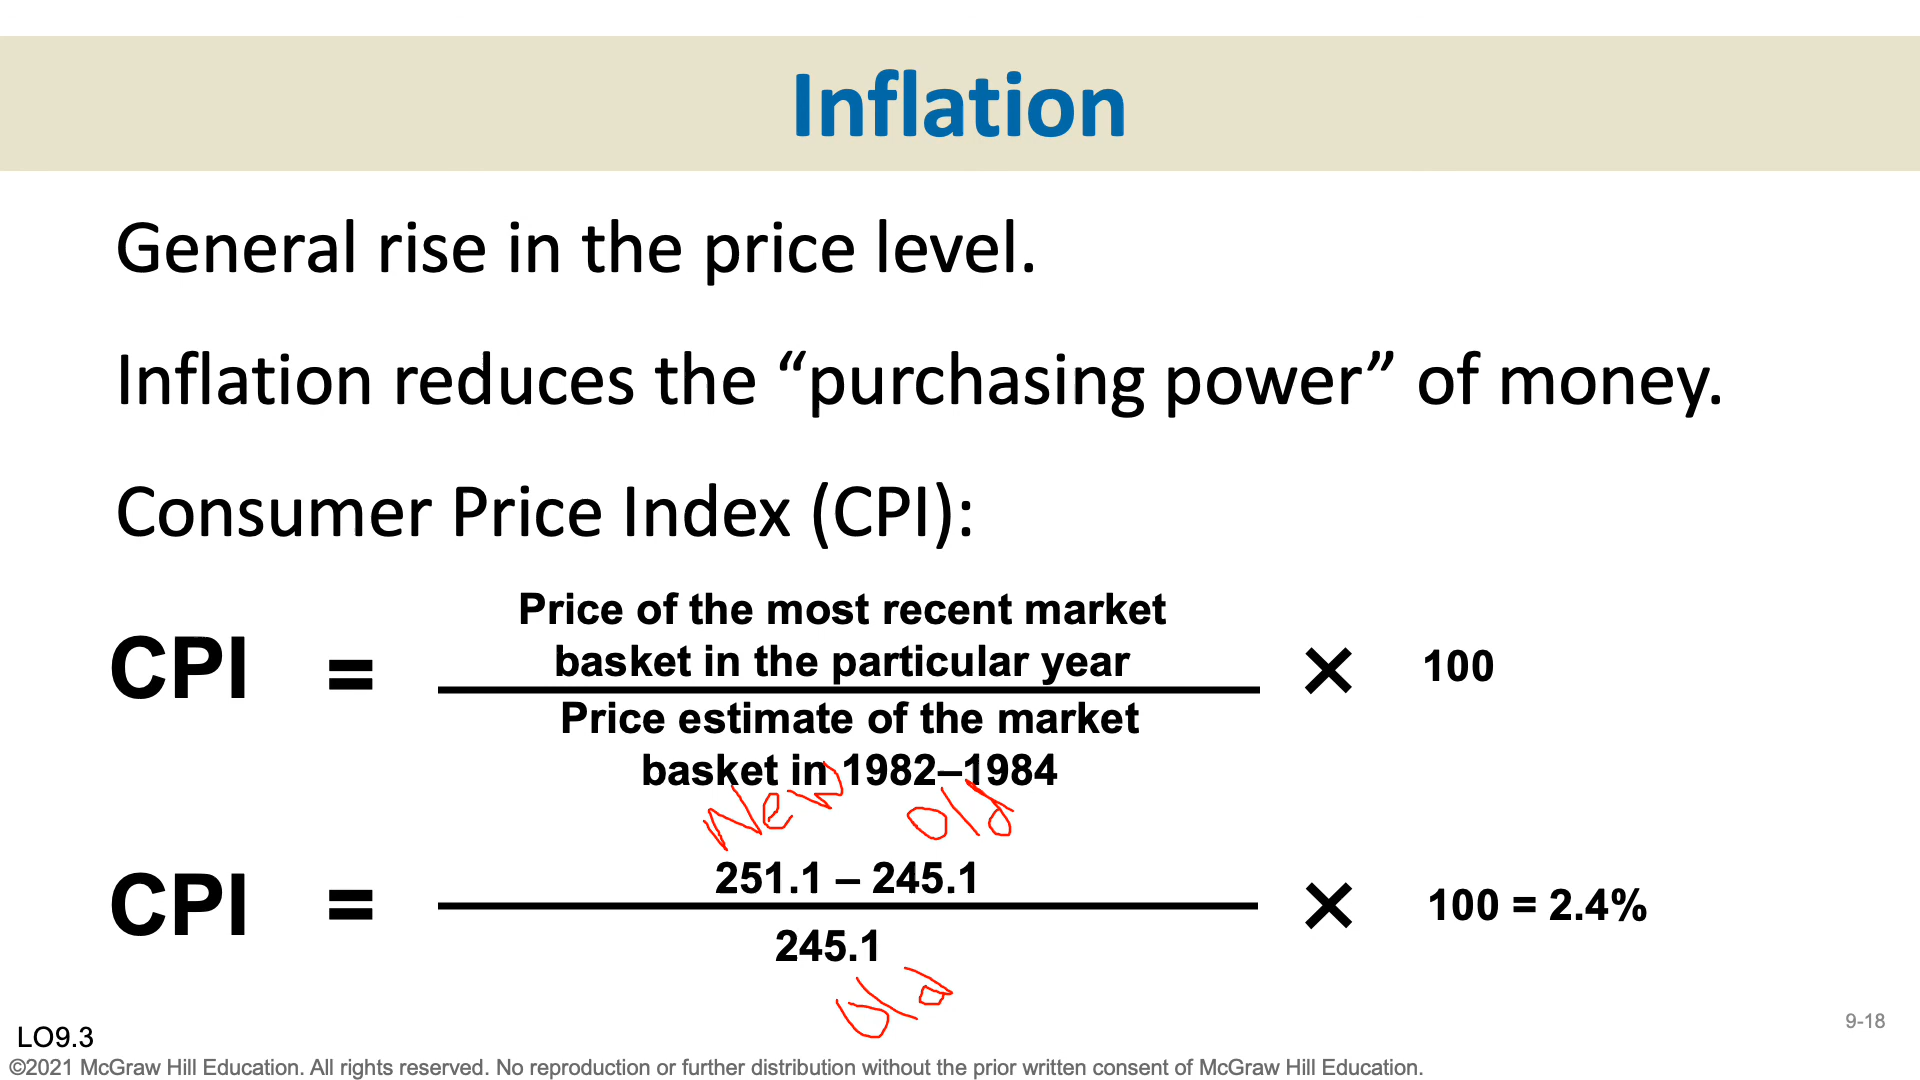 Inflation
General rise in the price level.
Inflation reduces the “purchasing power” of money.
Consumer Price Index (CPI):
Price of the most recent market
basket in the particular year
CPI = × 100
Price estimate of the market
basket in 1982–1984
New old
251.1 – 245.1
CPI = × 100 = 2.4%
245.1
old
9-18
LO9.3
©2021 McGraw Hill Education. All rights reserved. No reproduction or further distribution without the prior written consent of McGraw Hill Education.